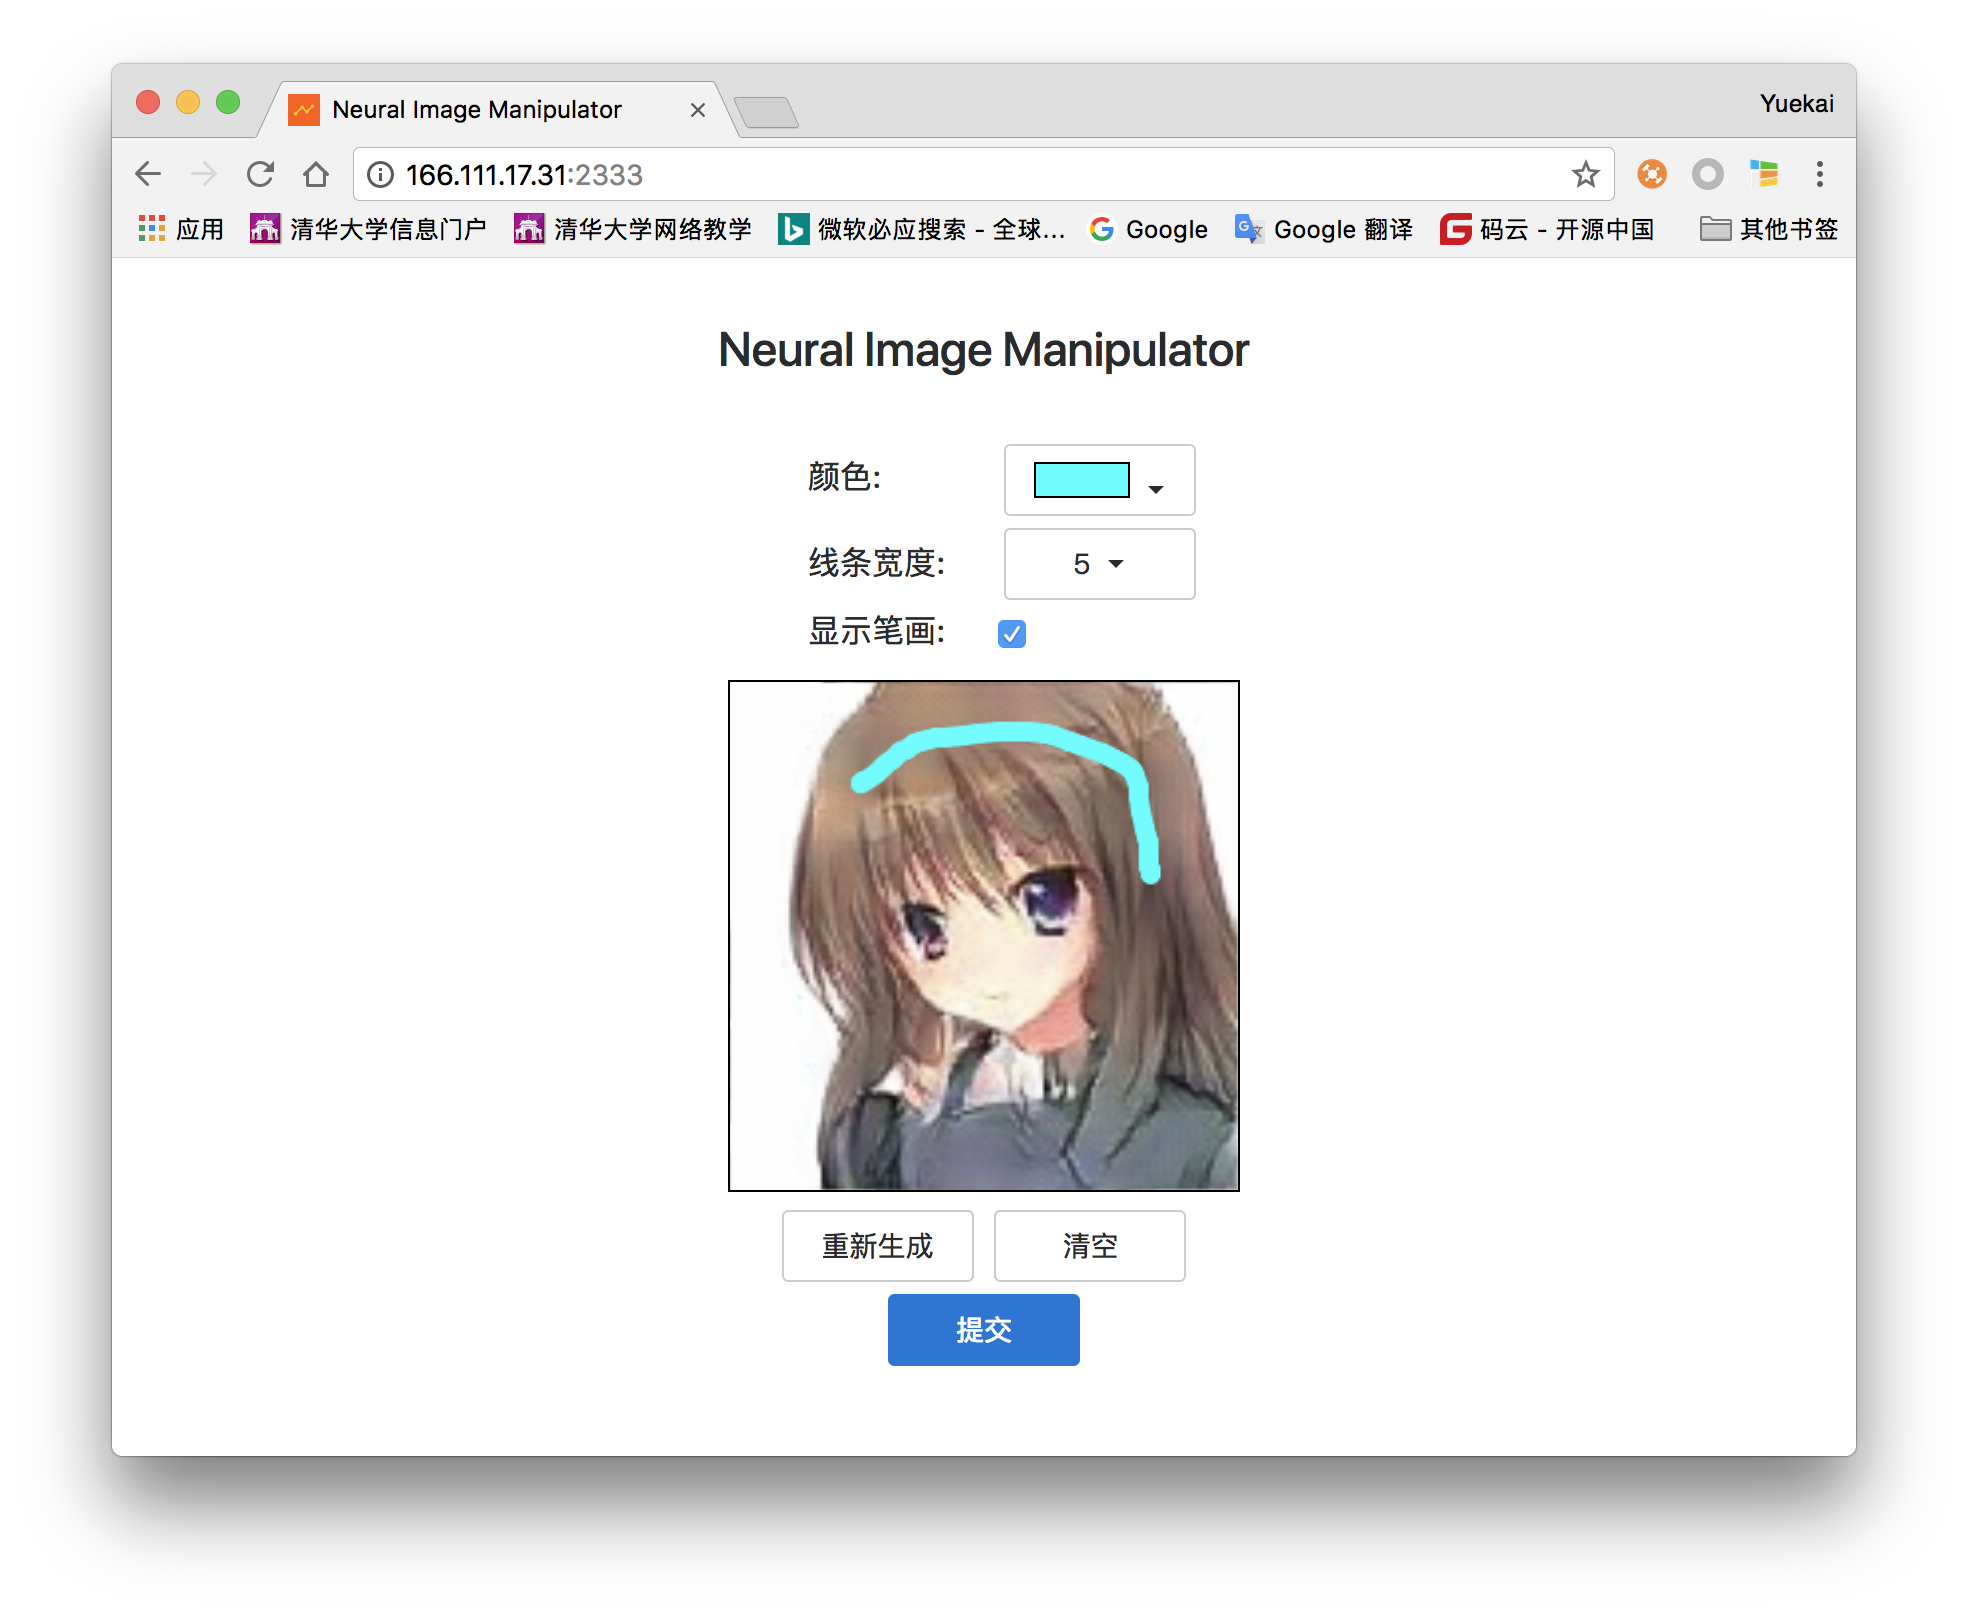 Neural Image Manipulator
Yuekai
166.111.17.31:2333
应用 清华大学信息门户 清华大学网络教学 微软必应搜索 - 全球... Google Google 翻译 码云 - 开源中国 其他书签
Neural Image Manipulator
颜色:
线条宽度: 5
显示笔画:
重新生成 清空
提交